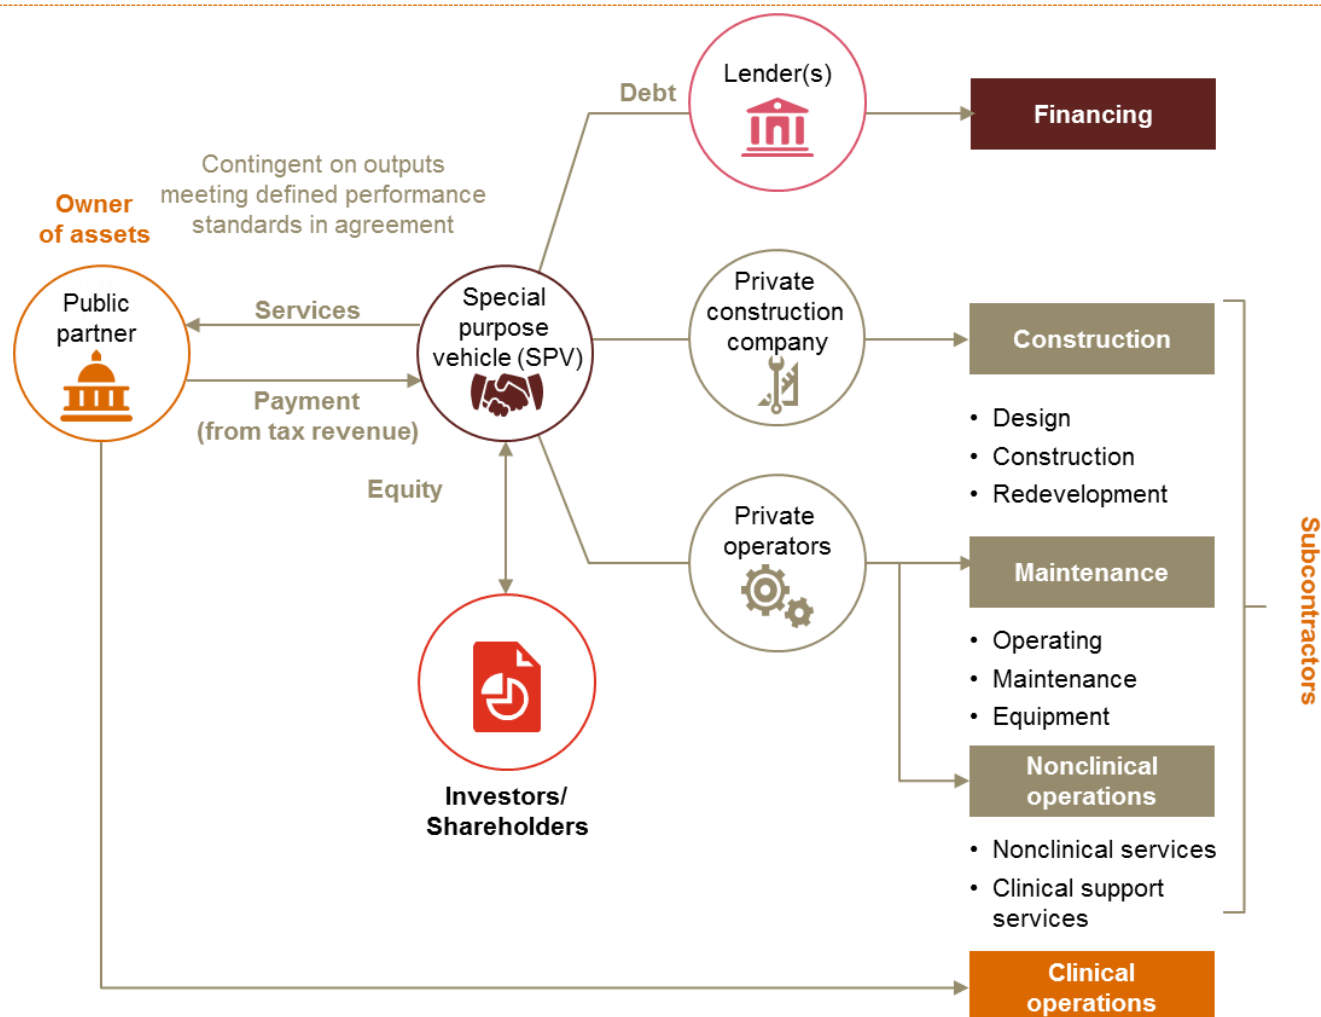 Lender(s)
Debt
Financing
Contingent on outputs
meeting defined performance
standards in agreement
Owner
of assets
Public
partner
Services
Payment
(from tax revenue)
Special
purpose
vehicle (SPV)
Equity
Investors/
Shareholders
Private
construction
company
Construction
• Design
• Construction
• Redevelopment
Private
operators
Maintenance
• Operating
• Maintenance
• Equipment
Nonclinical
operations
• Nonclinical services
• Clinical support
services
Subcontractors
Clinical
operations